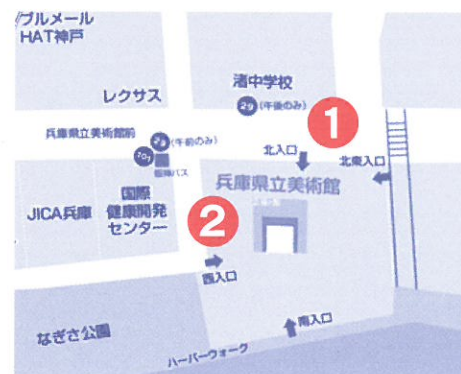 ブルメール
HAT神戸
レクサス
渚中学校
29 (午後のみ)
1
兵庫県立美術館前
29 (午前のみ)
101
阪神バス
北入口
北東入口
兵庫県立美術館
JICA兵庫
国際
健康開発
センター
2
西入口
なぎさ公園
南入口
ハーバーウォーク